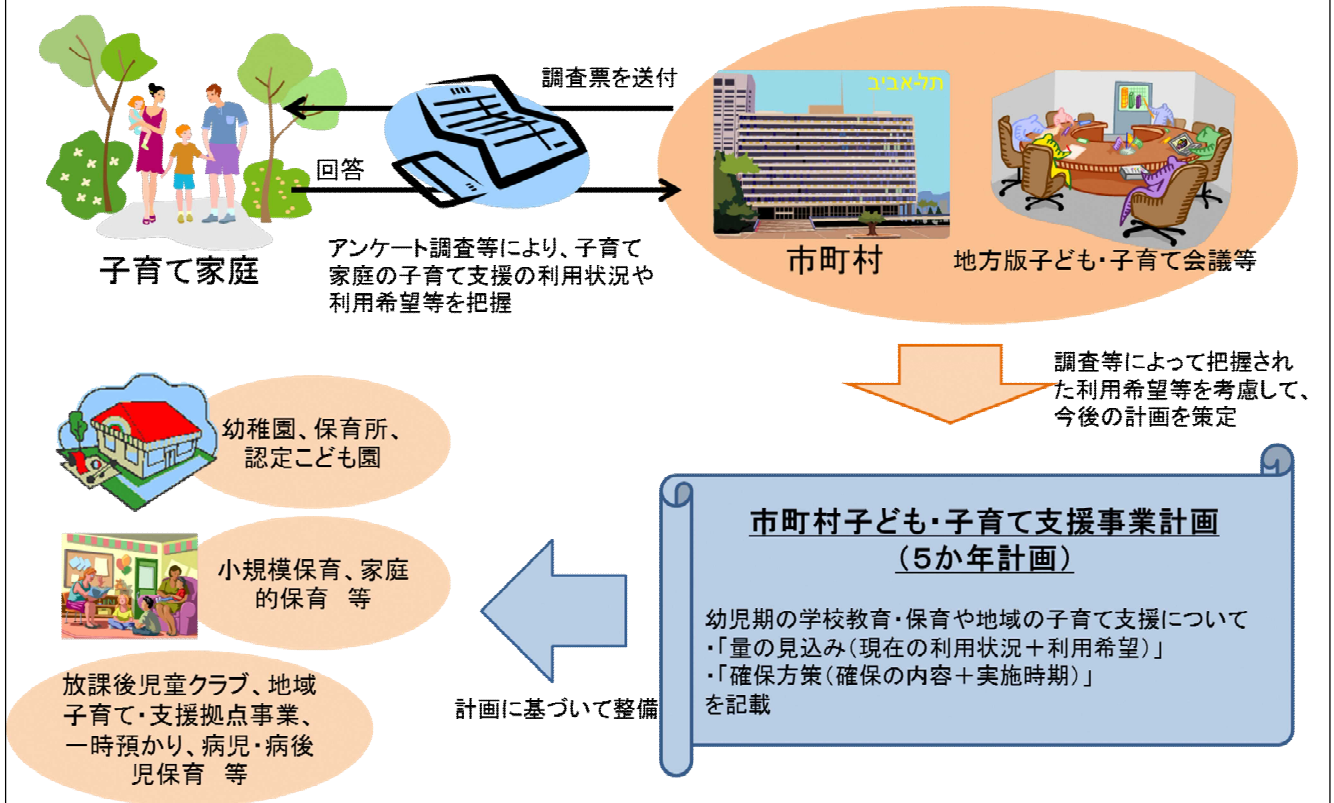 調査票を送付
回答
תל-אביב
子育て家庭
アンケート調査等により、子育て
家庭の子育て支援の利用状況や
利用希望等を把握
市町村
地方版子ども・子育て会議等
調査等によって把握され
た利用希望等を考慮して、
今後の計画を策定
市町村子ども・子育て支援事業計画
(5か年計画)
幼児期の学校教育・保育や地域の子育て支援について
・「量の見込み(現在の利用状況+利用希望)」
・「確保方策(確保の内容+実施時期)」
を記載
計画に基づいて整備
幼稚園、保育所、
認定こども園
小規模保育、家庭
的保育 等
放課後児童クラブ、地域
子育て・支援拠点事業、
一時預かり、病児・病後
児保育 等